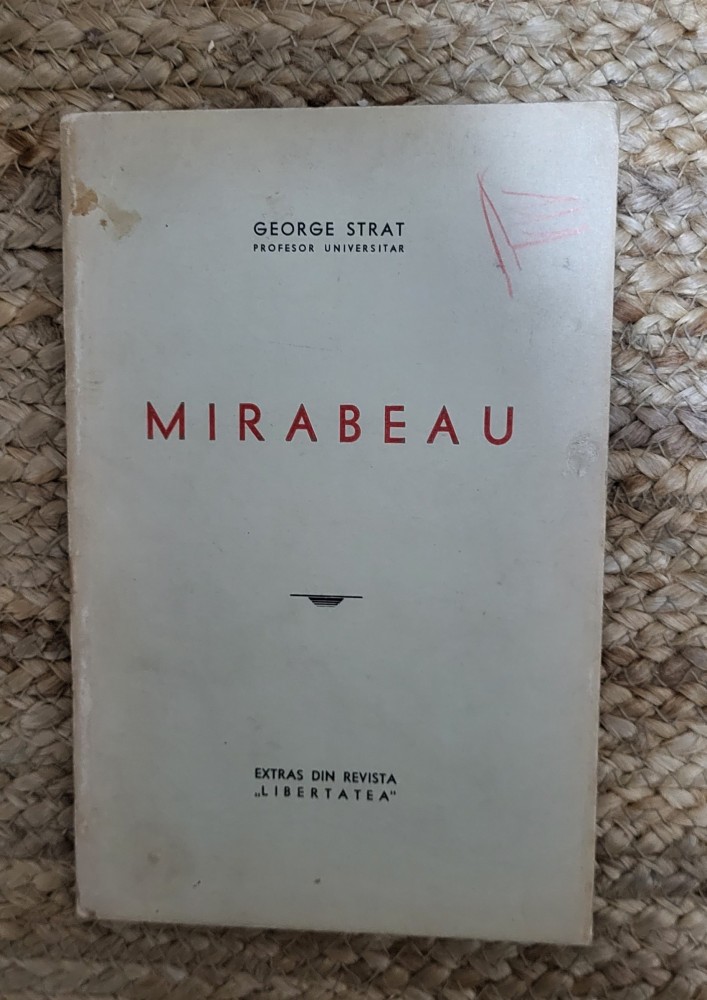 GEORGE STRAT
PROFESOR UNIVERSITAR
MIRABEAU
EXTRAS DIN REVISTA
„LIBERTATEA"